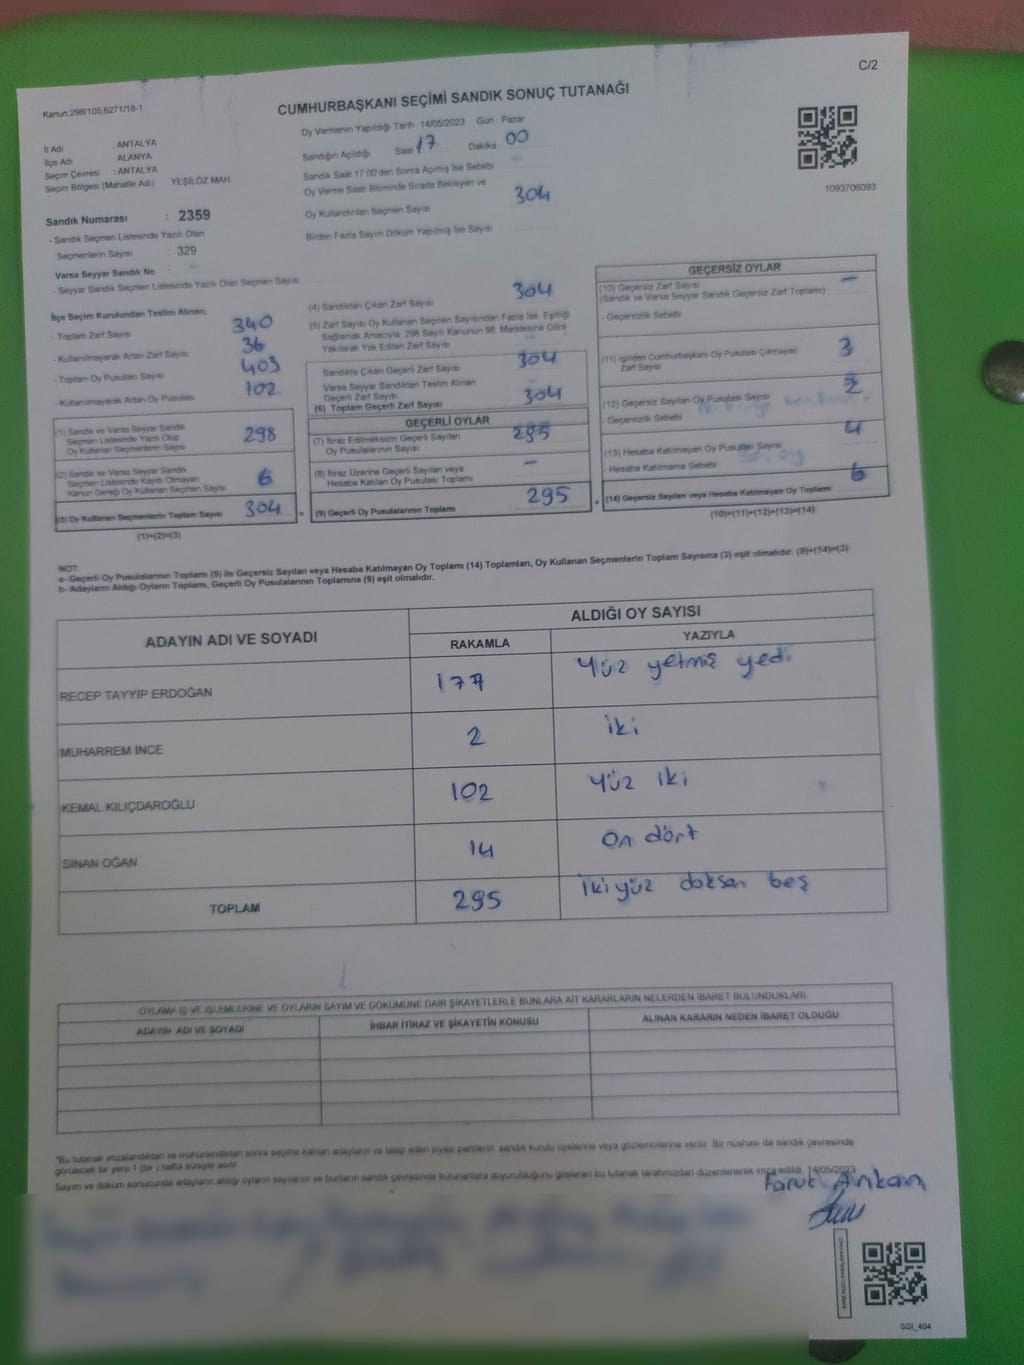 C/2
Kanun:298/105;6271/18-1
CUMHURBAŞKANI SEÇİMİ SANDIK SONUÇ TUTANAĞI
İl Adı ANTALYA
İlçe Adı ALANYA
Seçim Çevresi : ANTALYA
Seçim Bölgesi (Mahalle Adı) YEŞİLÖZ MAH
Oy Vermenin Yapıldığı Tarih 14/05/2023 Gün Pazar
Sandığın Açıldığı Saat 17 Dakika 00
Sandık Saat 17:00'den Sonra Açılmış İse Sebebi
Oy Verme Saati Bitiminde Sırada Bekleyen ve
Oy Kullandırılan Seçmen Sayısı 304
Birden Fazla Sayım Döküm Yapılmış İse Sayısı
1093706093
Sandık Numarası : 2359
- Sandık Seçmen Listesinde Yazılı Olan
Seçmenlerin Sayısı : 329
Varsa Seyyar Sandık No :
- Seyyar Sandık Seçmen Listesinde Yazılı Olan Seçmen Sayısı:
İlçe Seçim Kurulundan Teslim Alınan;
- Toplam Zarf Sayısı 340
- Kullanılmayarak Artan Zarf Sayısı 36
- Toplam Oy Pusulası Sayısı 403
- Kullanılmayarak Artan Oy Pusulası 102
(1) Sandık ve Varsa Seyyar Sandık
Seçmen Listesinde Yazılı Olup
Oy Kullanan Seçmenlerin Sayısı 298
(2) Sandık ve Varsa Seyyar Sandık
Seçmen Listesinde Kayıtlı Olmayan
Kanun Gereği Oy Kullanan Seçmen Sayısı 6
(3) Oy Kullanan Seçmenlerin Toplam Sayısı 304 =
(1)+(2)=(3)
(4) Sandıktan Çıkan Zarf Sayısı 304
(5) Zarf Sayısı Oy Kullanan Seçmen Sayısından Fazla İse, Eşitliği
Sağlamak Amacıyla, 298 Sayılı Kanunun 98. Maddesine Göre
Yakılarak Yok Edilen Zarf Sayısı
Sandıkta Çıkan Geçerli Zarf Sayısı 304
Varsa Seyyar Sandıktan Teslim Alınan
Geçerli Zarf Sayısı
(6) Toplam Geçerli Zarf Sayısı 304
GEÇERLİ OYLAR
(7) İtiraz Edilmeksizin Geçerli Sayılan
Oy Pusulalarının Sayısı 295
(8) İtiraz Üzerine Geçerli Sayılan veya
Hesaba Katılan Oy Pusulası Toplamı -
(9) Geçerli Oy Pusulalarının Toplamı 295 +
GEÇERSİZ OYLAR
(10) Geçersiz Zarf Sayısı
(Sandık ve Varsa Seyyar Sandık Geçersiz Zarf Toplamı) -
- Geçersizlik Sebebi
(11) İçinden Cumhurbaşkanı Oy Pusulası Çıkmayan
Zarf Sayısı 3
(12) Geçersiz Sayılan Oy Pusulası Sayısı
- Geçersizlik Sebebi
(13) Hesaba Katılmayan Oy Pusulası Sayısı 4
- Hesaba Katılmama Sebebi
(14) Geçersiz Sayılan veya Hesaba Katılmayan Oy Toplamı 6
(10)+(11)+(12)+(13)=(14)
NOT:
a- Geçerli Oy Pusulalarının Toplamı (9) ile Geçersiz Sayılan veya Hesaba Katılmayan Oy Toplamı (14) Toplamları, Oy Kullanan Seçmenlerin Toplam Sayısına (3) eşit olmalıdır. (9)+(14)=(3)
b- Adayların Aldığı Oyların Toplamı, Geçerli Oy Pusulalarının Toplamına (9) eşit olmalıdır.
ADAYIN ADI VE SOYADI
ALDIĞI OY SAYISI
RAKAMLA YAZIYLA
RECEP TAYYİP ERDOĞAN 177 Yüz yetmiş yedi
MUHARREM İNCE 2 iki
KEMAL KILIÇDAROĞLU 102 Yüz iki
SİNAN OĞAN 14 On dört
TOPLAM 295 İkiyüz doksan beş
OYLAMA İŞ VE İŞLEMLERİNE VE OYLARIN SAYIM VE DÖKÜMÜNE DAİR ŞİKAYETLERLE BUNLARA AİT KARARLARIN NELERDEN İBARET BULUNDUKLARI
ADAYIN ADI VE SOYADI İHBAR İTİRAZ VE ŞİKAYETİN KONUSU ALINAN KARARIN NEDEN İBARET OLDUĞU
*Bu tutanak imzalandıktan ve mühürlendikten sonra seçime katılan adayların ve talep eden siyasi partilerin sandık kurulu üyelerine veya gözlemcilerine verilir. Bir nüshası da sandık çevresinde
görülecek bir yere 1 (bir) hafta süreyle asılır.
Sayım ve döküm sonucunda adayların aldığı oyların sayılarını ve bunların sandık çevresinde bulunanlara duyurulduğunu gösteren bu tutanak tarafımızdan düzenlenerek imza edildi. 14/05/2023
Faruk Arıkan
GGI_404